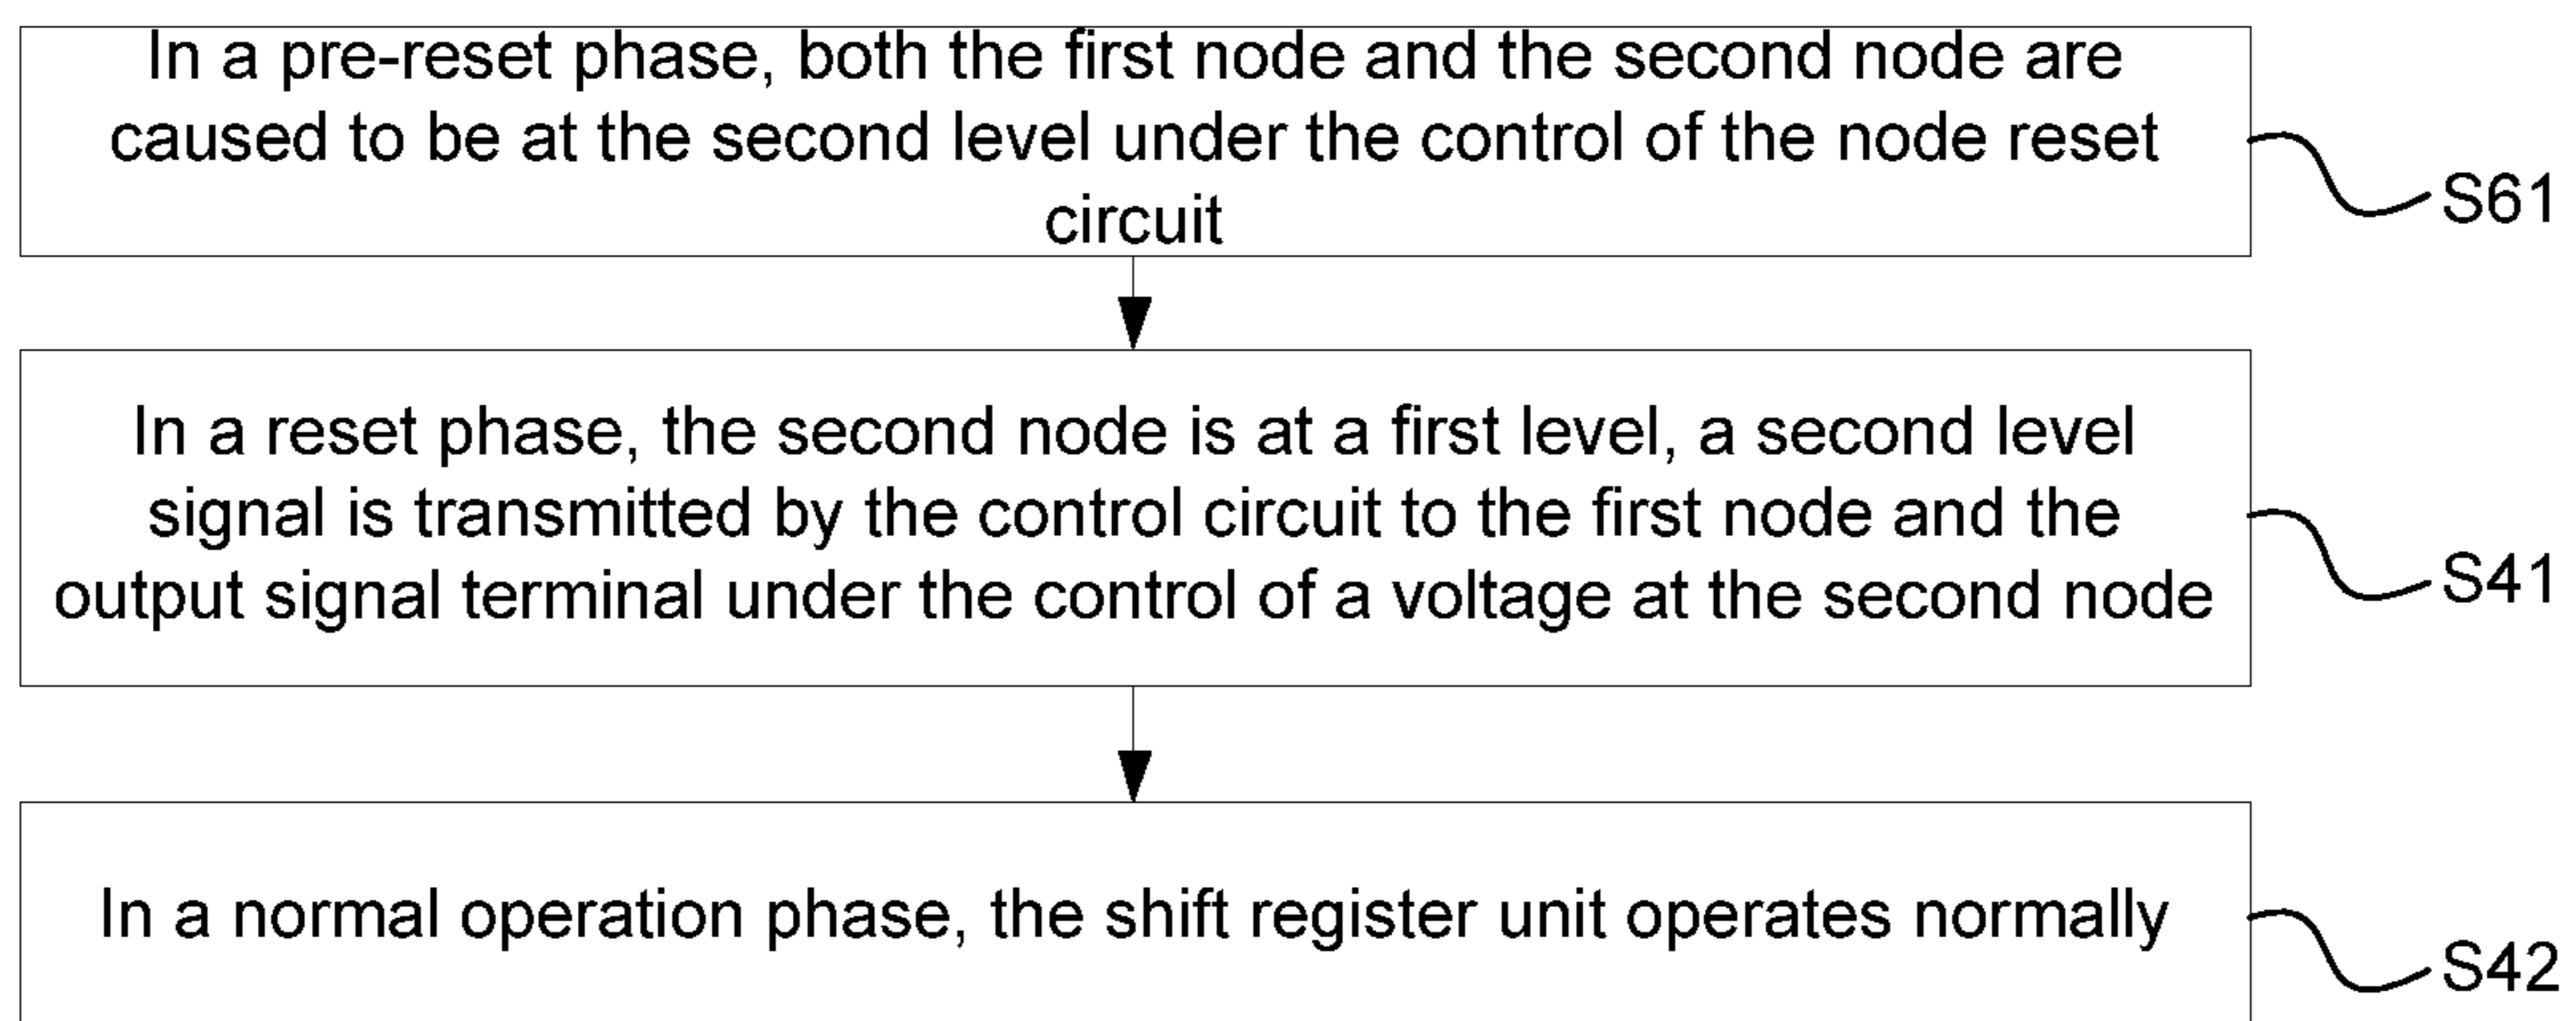 In a pre-reset phase, both the first node and the second node are
caused to be at the second level under the control of the node reset
circuit
S61
In a reset phase, the second node is at a first level, a second level
signal is transmitted by the control circuit to the first node and the
output signal terminal under the control of a voltage at the second node
S41
In a normal operation phase, the shift register unit operates normally
S42